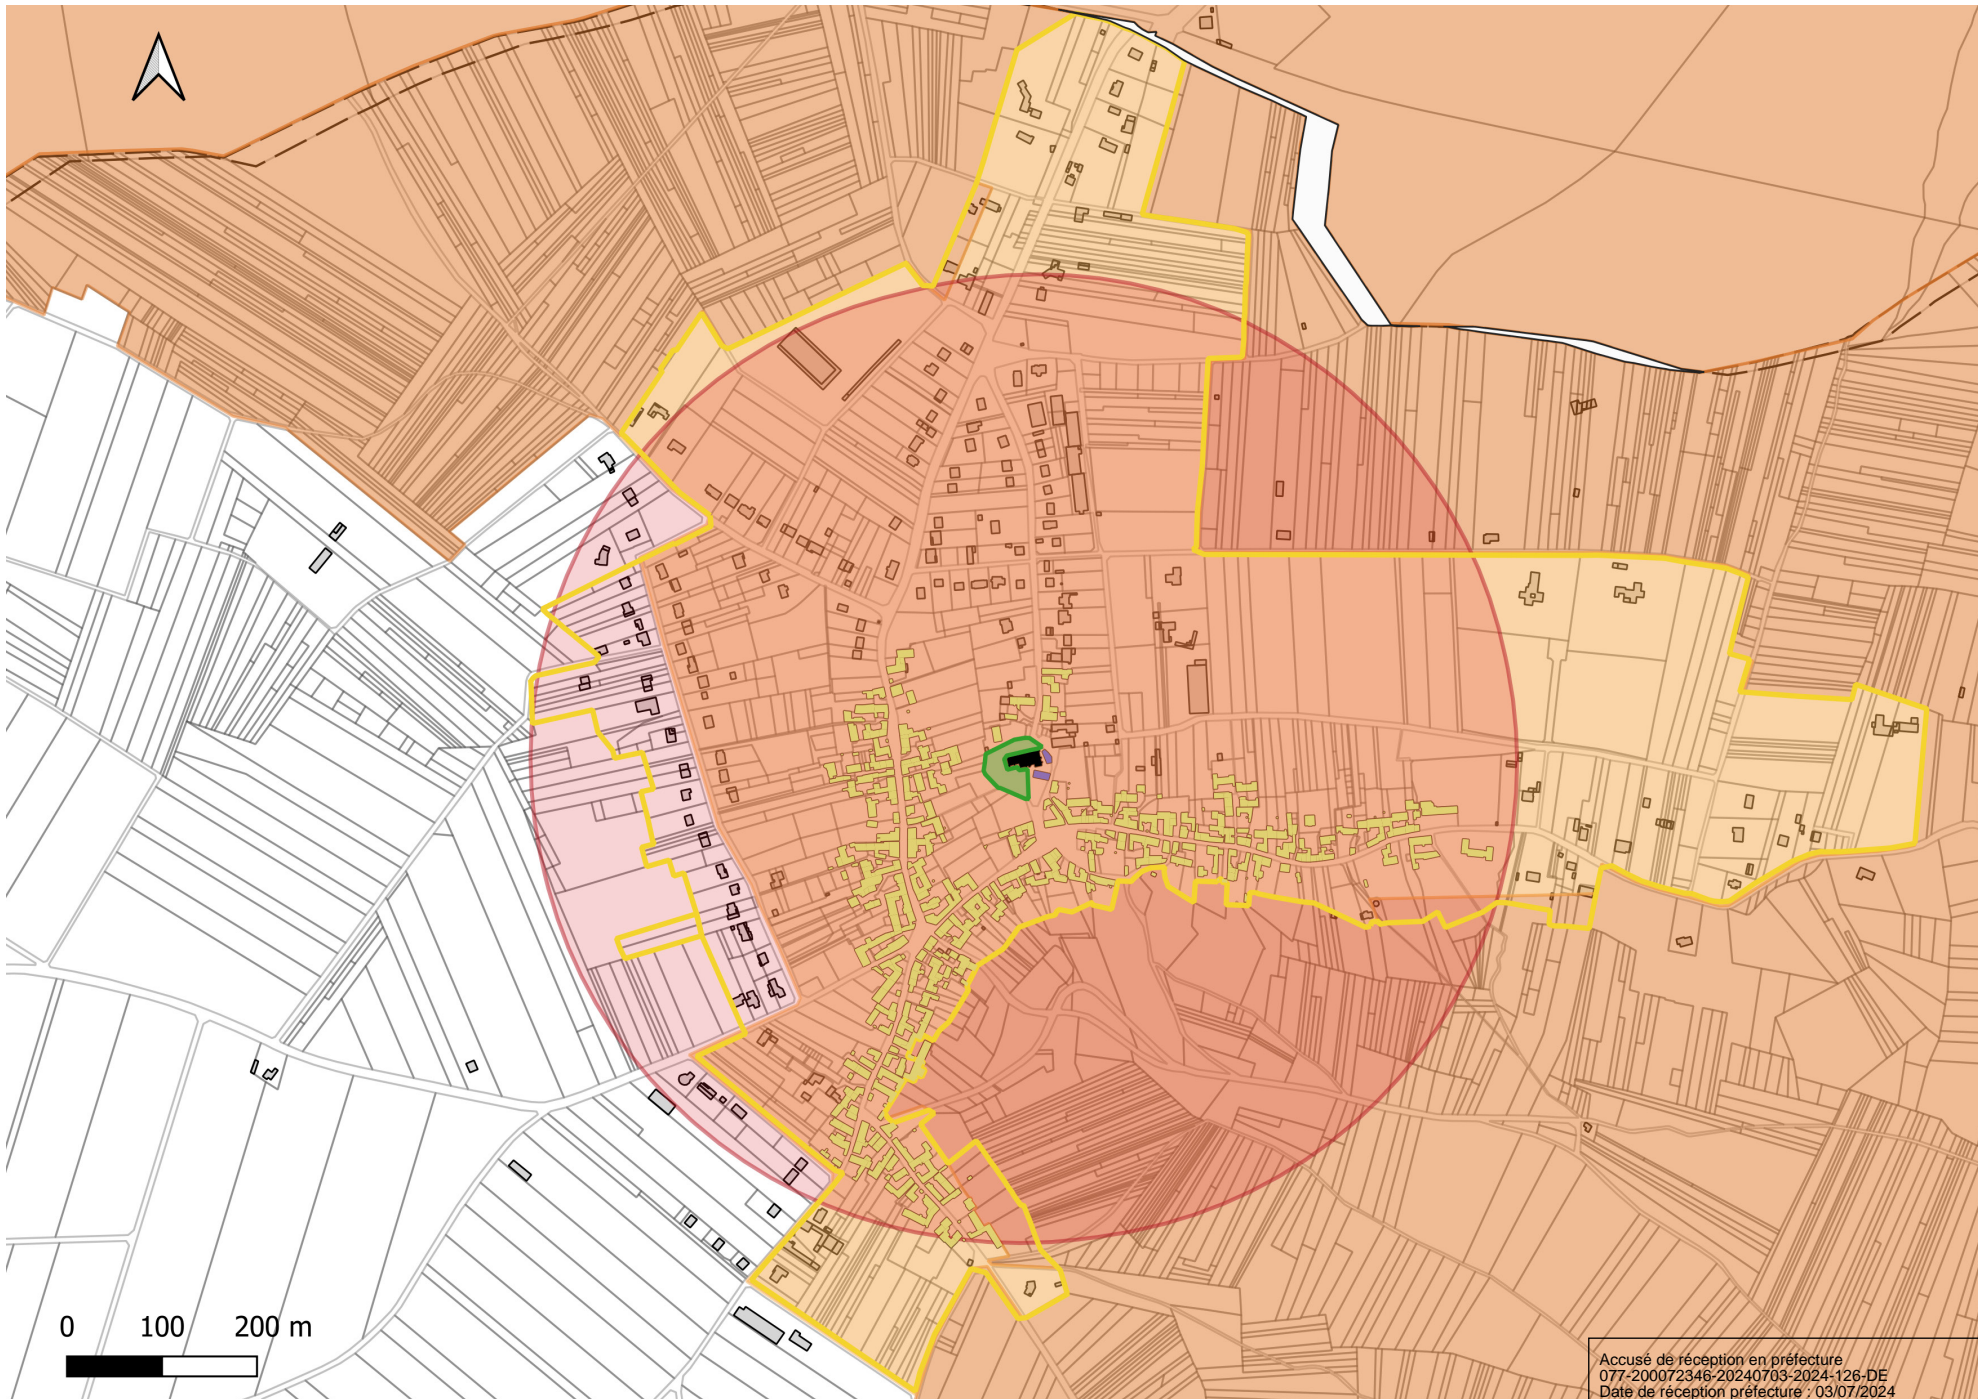 0 100 200 m
Accusé de réception en préfecture
077-200072346-20240703-2024-126-DE
Date de réception préfecture : 03/07/2024